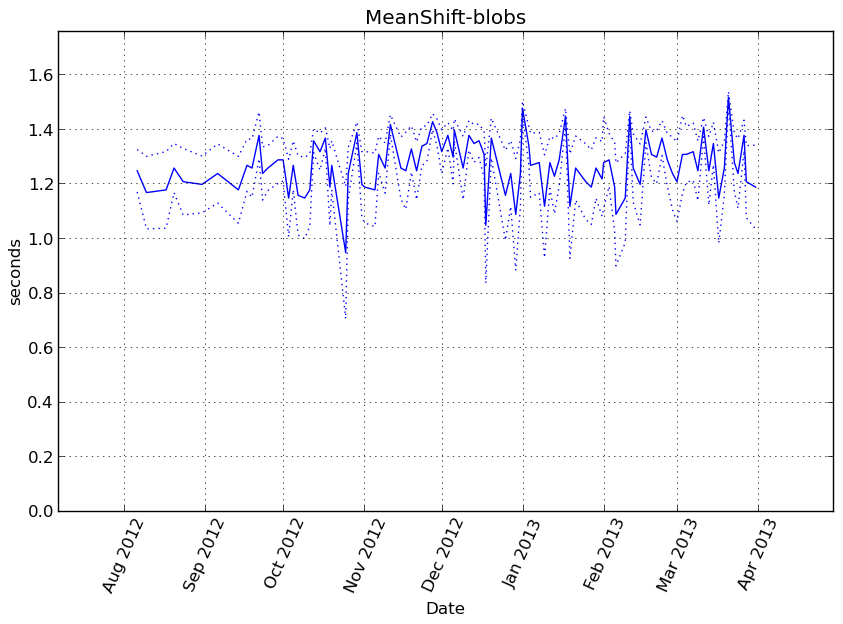 MeanShift-blobs
1.6
1.4
1.2
1.0
0.8
0.6
0.4
0.2
0.0
seconds
Aug 2012
Sep 2012
Oct 2012
Nov 2012
Dec 2012
Jan 2013
Feb 2013
Mar 2013
Apr 2013
Date